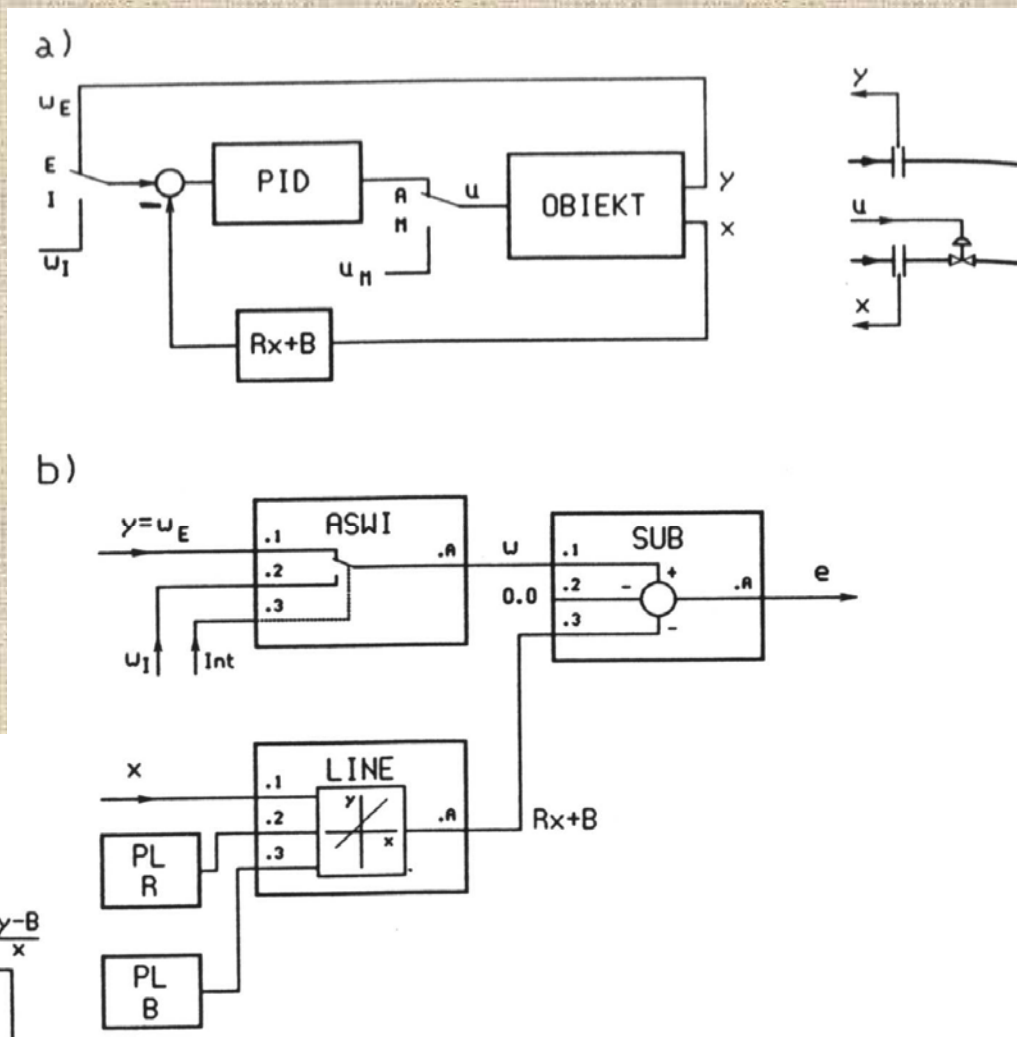 a)
w_E
E
I
w_I
−
PID
A
M
u_M
u
OBIEKT
y
x
Rx+B
y
u
x
b)
y=w_E
w_I
Int
.1
.2
.3
ASWI
.A
w
0.0
.1
.2
.3
SUB
+
−
−
.A
e
x
PL
R
PL
B
.1
.2
.3
LINE
y
x
.A
Rx+B
y-B
x